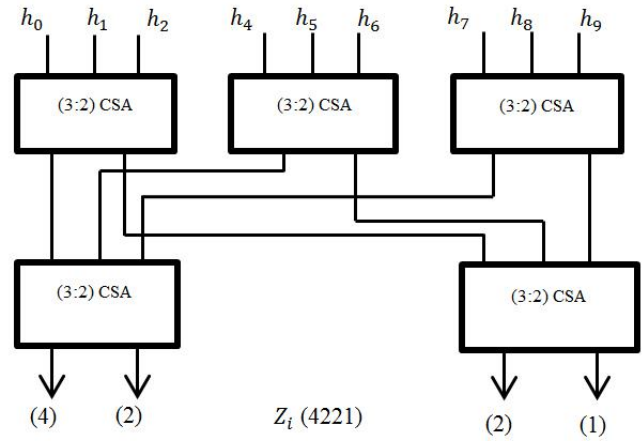 h₀ h₁ h₂ h₄ h₅ h₆ h₇ h₈ h₉
(3:2) CSA (3:2) CSA (3:2) CSA
(3:2) CSA (3:2) CSA
(4) (2) Zᵢ (4221) (2) (1)